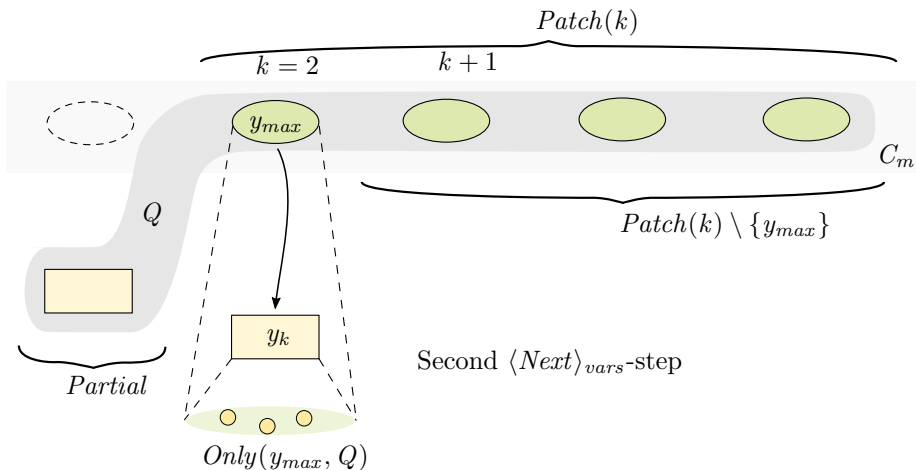 Patch(k)
k = 2
k + 1
y_max
C_m
Q
Patch(k) \ {y_max}
y_k
Second ⟨Next⟩_vars-step
Partial
Only(y_max, Q)